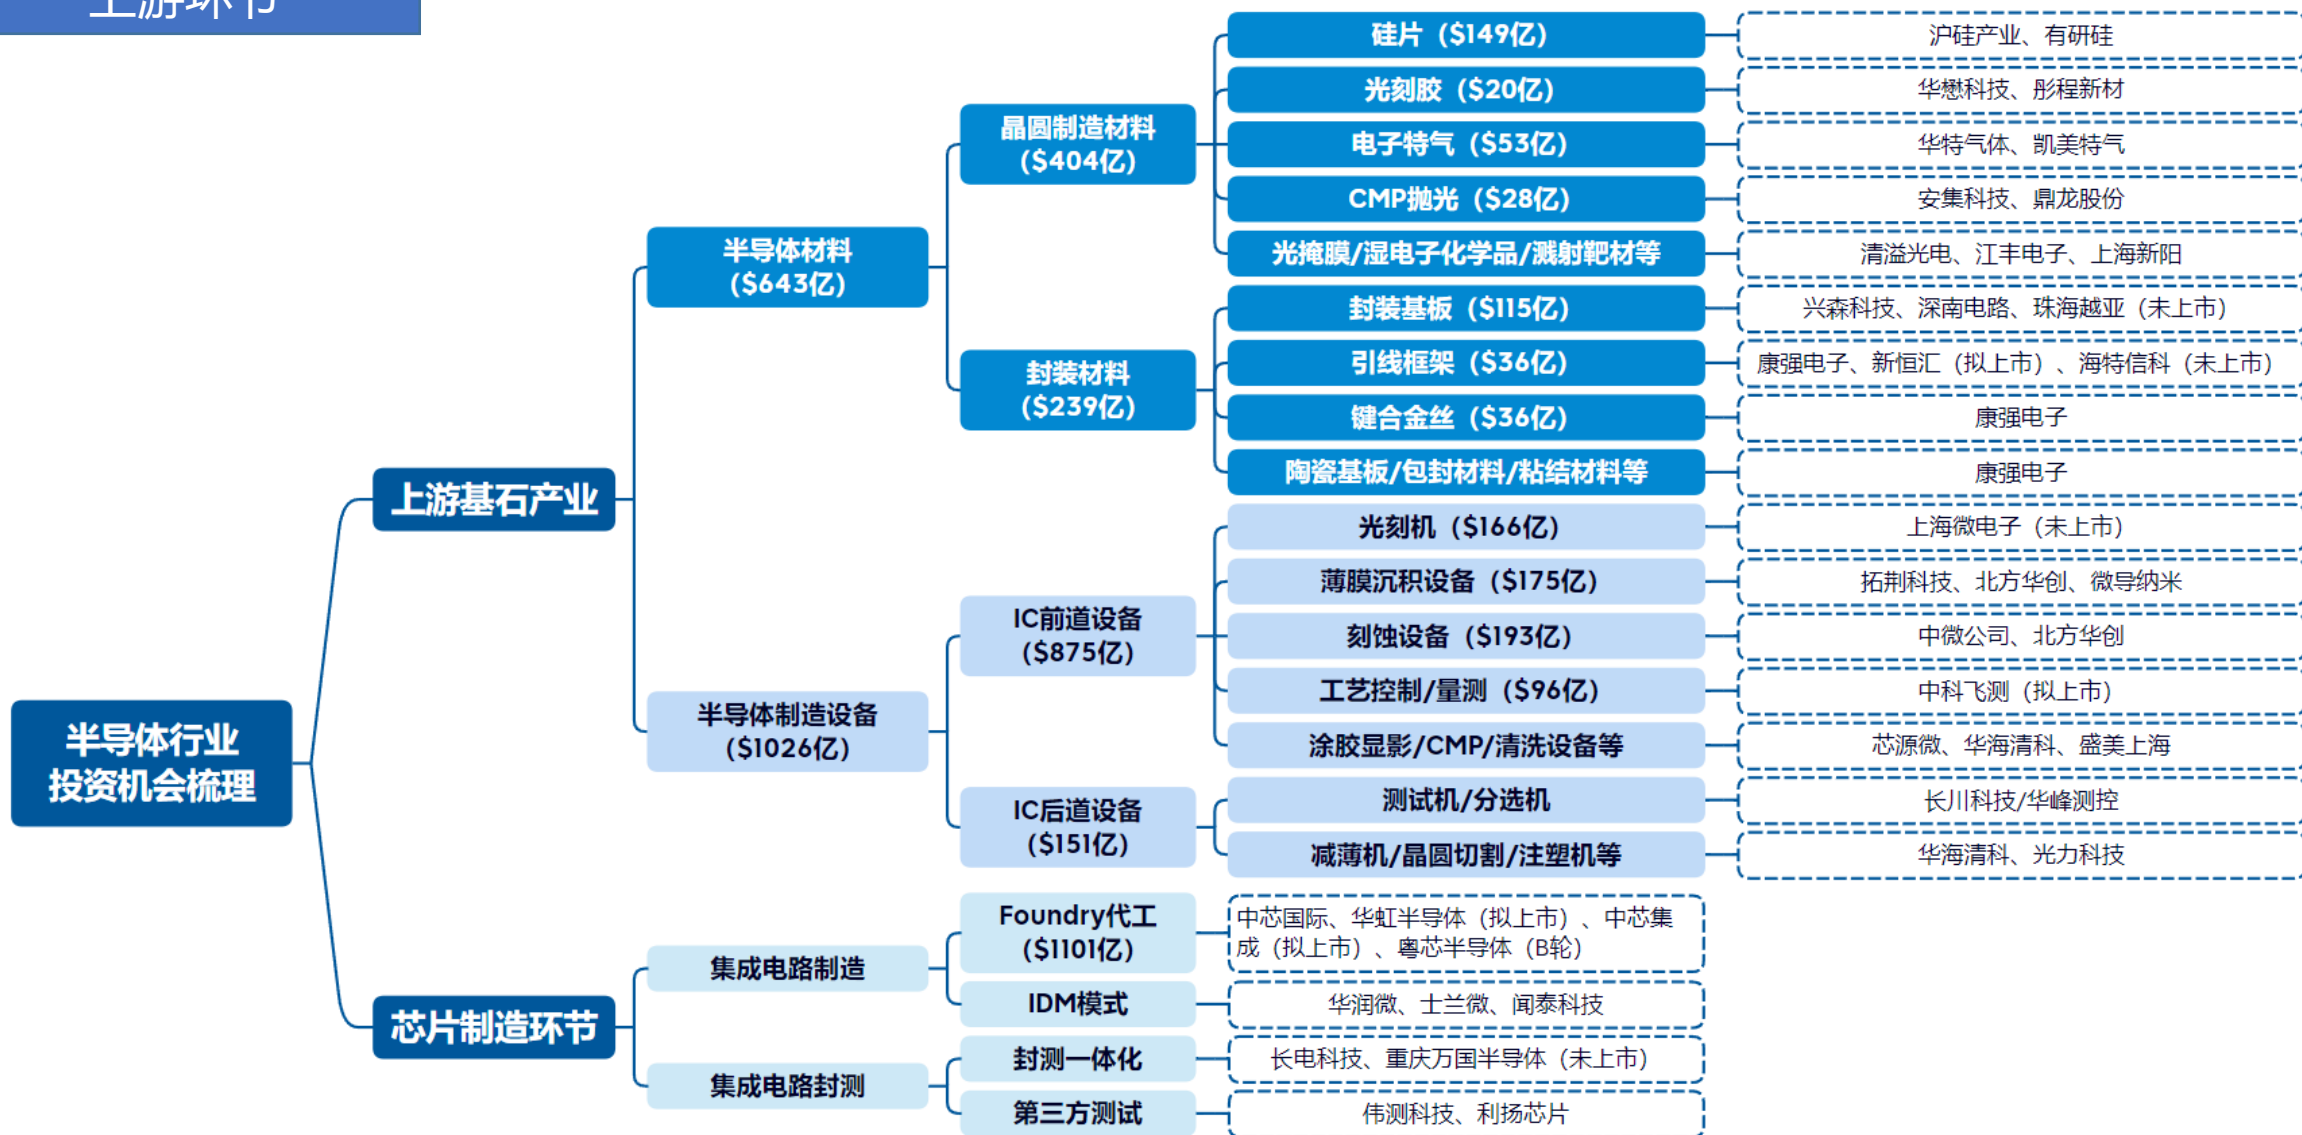 上游环节
半导体行业
投资机会梳理
上游基石产业
半导体材料
($643亿)
晶圆制造材料
($404亿)
硅片（$149亿）
沪硅产业、有研硅
光刻胶（$20亿）
华懋科技、彤程新材
电子特气（$53亿）
华特气体、凯美特气
CMP抛光（$28亿）
安集科技、鼎龙股份
光掩膜/湿电子化学品/溅射靶材等
清溢光电、江丰电子、上海新阳
封装材料
($239亿)
封装基板（$115亿）
兴森科技、深南电路、珠海越亚（未上市）
引线框架（$36亿）
康强电子、新恒汇（拟上市）、海特信科（未上市）
键合金丝（$36亿）
康强电子
陶瓷基板/包封材料/粘结材料等
康强电子
半导体制造设备
($1026亿)
IC前道设备
($875亿)
光刻机（$166亿）
上海微电子（未上市）
薄膜沉积设备（$175亿）
拓荆科技、北方华创、微导纳米
刻蚀设备（$193亿）
中微公司、北方华创
工艺控制/量测（$96亿）
中科飞测（拟上市）
涂胶显影/CMP/清洗设备等
芯源微、华海清科、盛美上海
IC后道设备
($151亿)
测试机/分选机
长川科技/华峰测控
减薄机/晶圆切割/注塑机等
华海清科、光力科技
芯片制造环节
集成电路制造
Foundry代工
($1101亿)
中芯国际、华虹半导体（拟上市）、中芯集
成（拟上市）、粤芯半导体（B轮）
IDM模式
华润微、士兰微、闻泰科技
集成电路封测
封测一体化
长电科技、重庆万国半导体（未上市）
第三方测试
伟测科技、利扬芯片